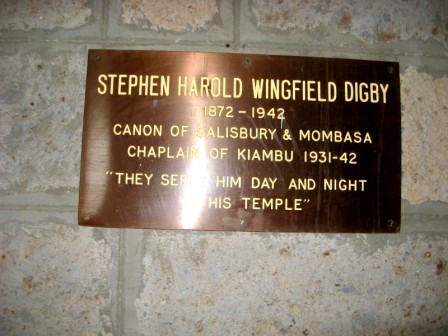 STEPHEN HAROLD WINGFIELD DIGBY
1872 - 1942
CANON OF SALISBURY & MOMBASA
CHAPLAIN OF KIAMBU 1931-42
"THEY SERVE HIM DAY AND NIGHT
HIS TEMPLE"